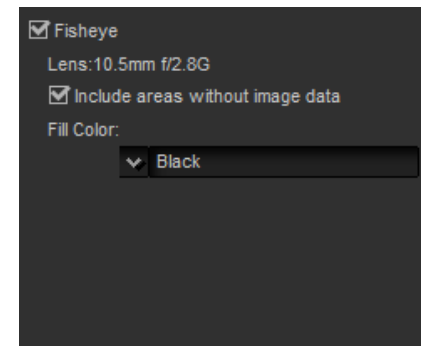 Fisheye
Lens:10.5mm f/2.8G
Include areas without image data
Fill Color:
Black